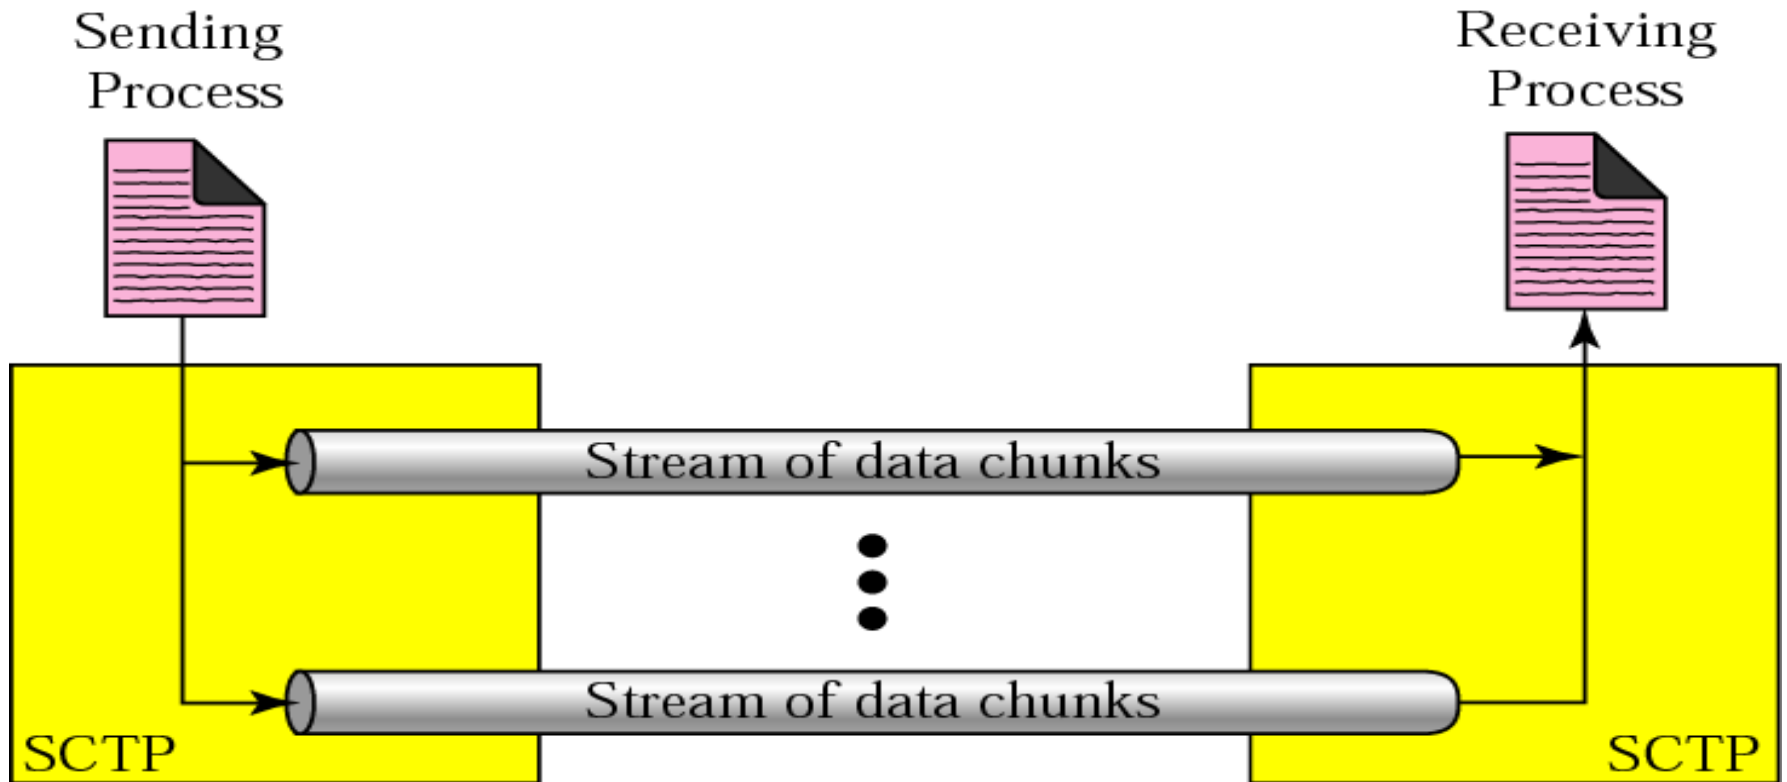 Sending
Process
Receiving
Process
Stream of data chunks
Stream of data chunks
SCTP
SCTP